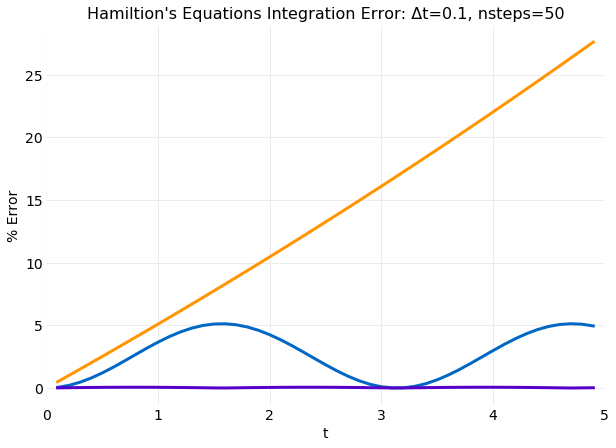 Hamiltion's Equations Integration Error: Δt=0.1, nsteps=50
% Error
25
20
15
10
5
0
0 1 2 3 4 5
t